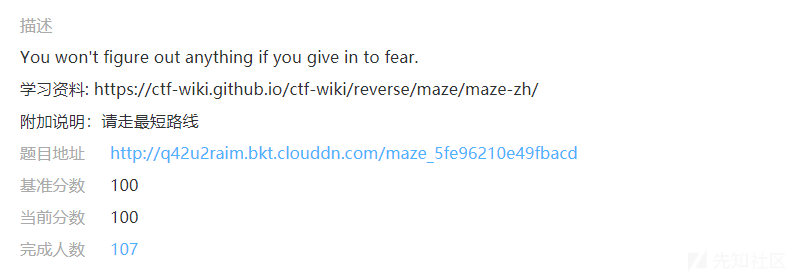 描述
You won't figure out anything if you give in to fear.
学习资料: https://ctf-wiki.github.io/ctf-wiki/reverse/maze/maze-zh/
附加说明：请走最短路线
题目地址 http://q42u2raim.bkt.clouddn.com/maze_5fe96210e49fbacd
基准分数 100
当前分数 100
完成人数 107
先知社区